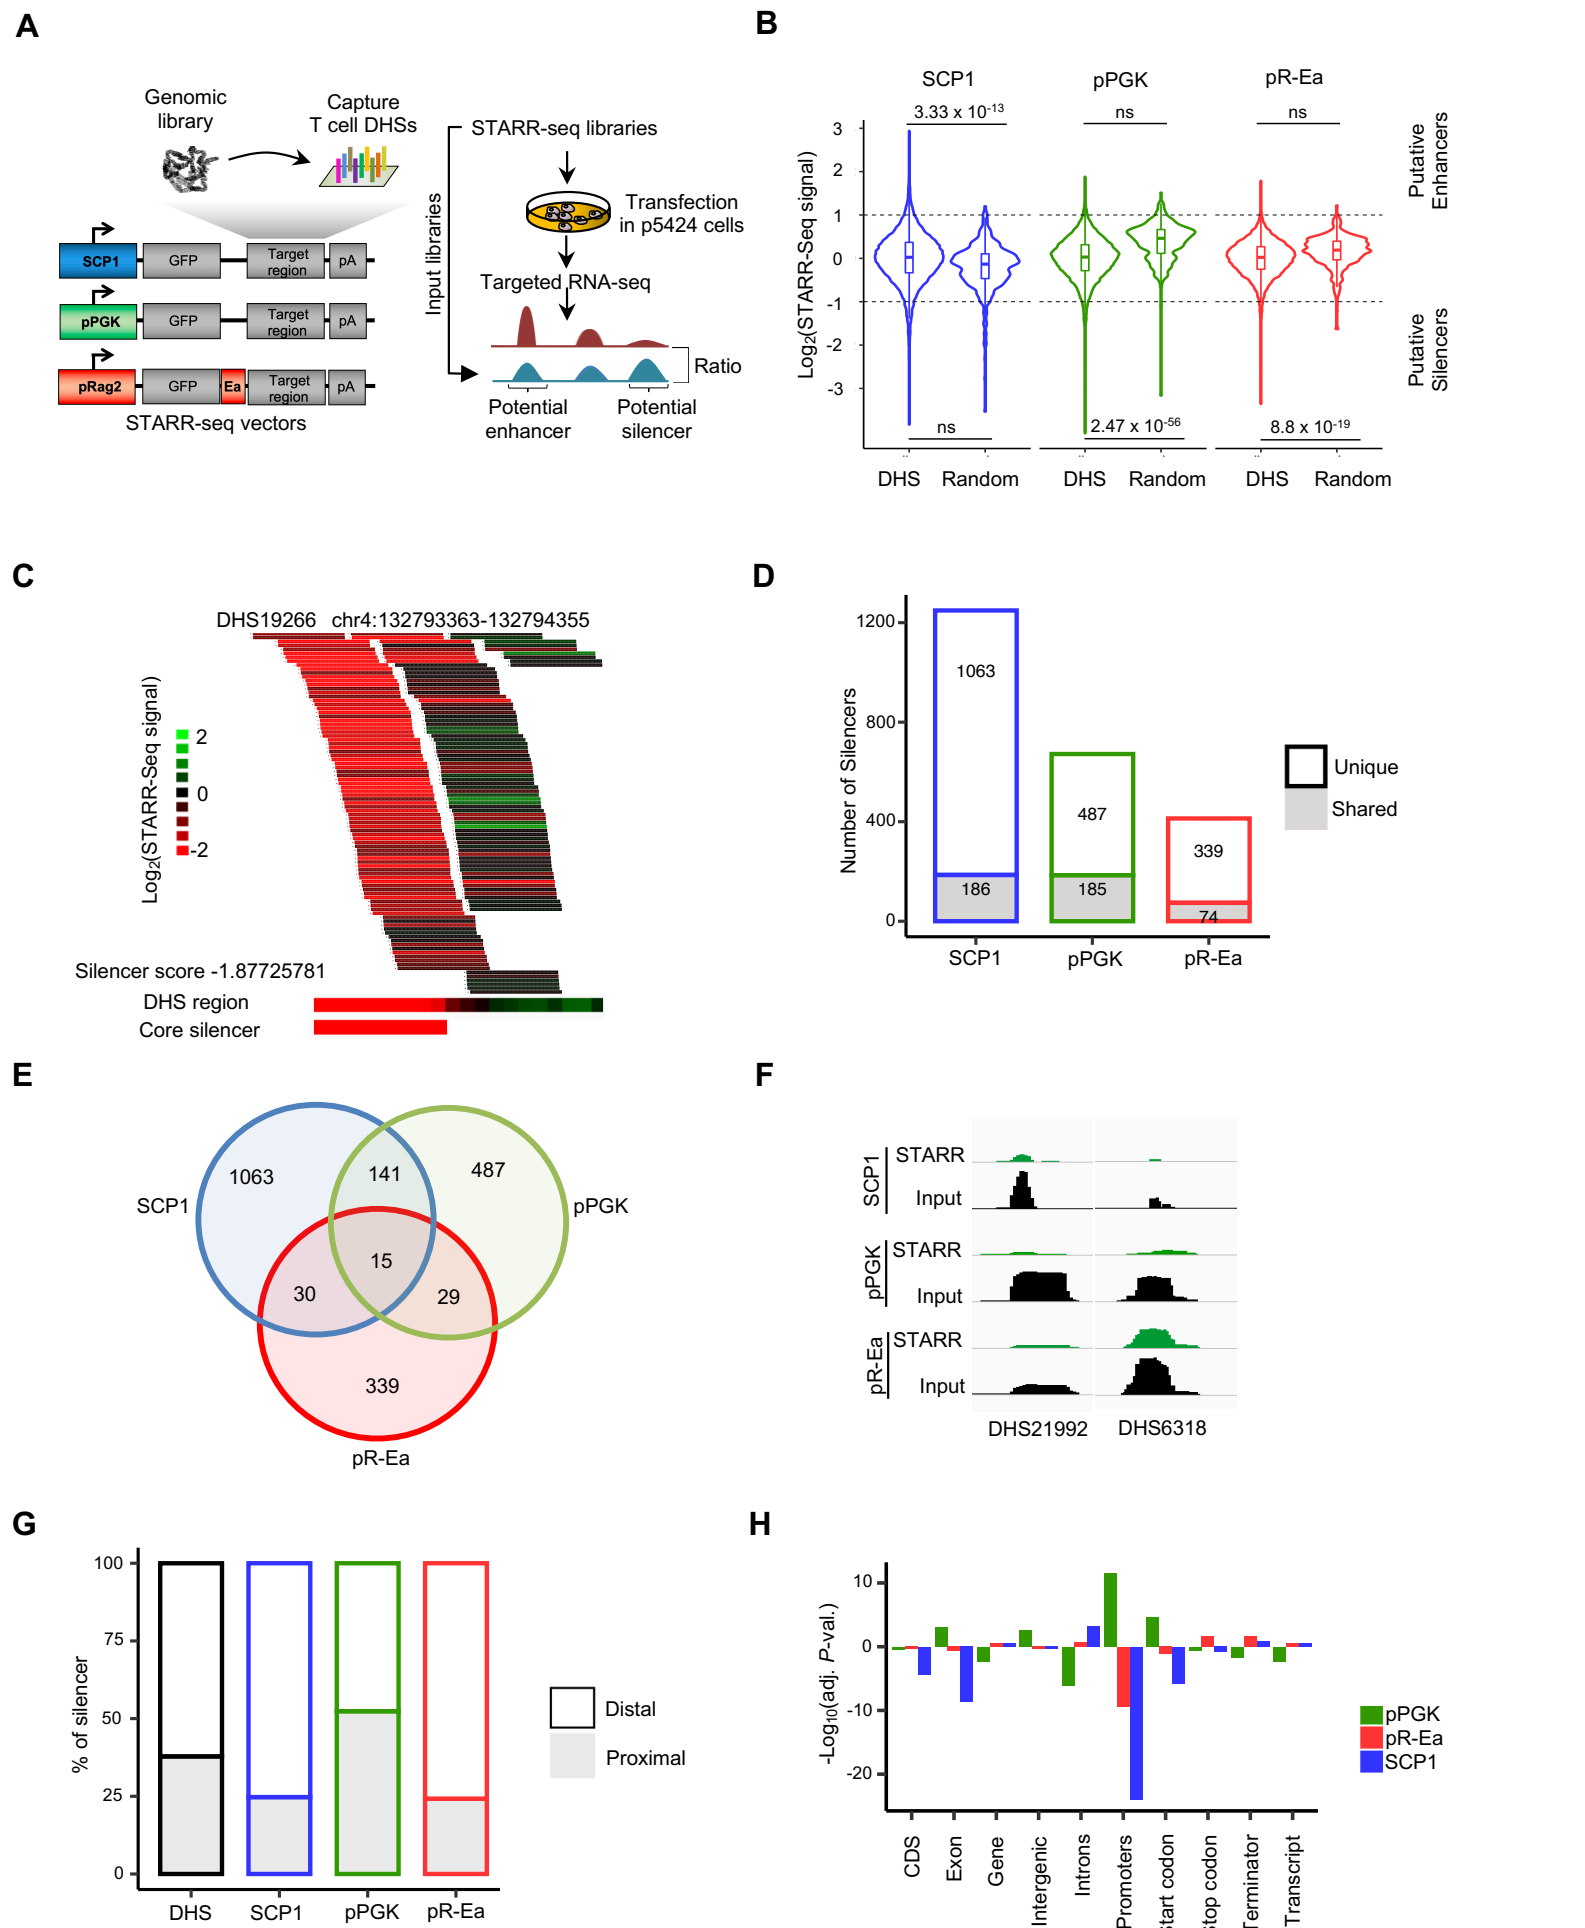 A
Genomic
library
Capture
T cell DHSs
SCP1
GFP
Target
region
pA
pPGK
GFP
Target
region
pA
pRag2
GFP
Ea
Target
region
pA
STARR-seq vectors
STARR-seq libraries
Input libraries
Transfection
in p5424 cells
Targeted RNA-seq
Ratio
Potential
enhancer
Potential
silencer
B
SCP1
pPGK
pR-Ea
3.33 x 10-13
ns
ns
Log2(STARR-Seq signal)
3
2
1
0
-1
-2
-3
Putative
Enhancers
Putative
Silencers
ns
2.47 x 10-56
8.8 x 10-19
DHS
Random
DHS
Random
DHS
Random
C
DHS19266 chr4:132793363-132794355
Log2(STARR-Seq signal)
2
0
-2
Silencer score -1.87725781
DHS region
Core silencer
D
Number of Silencers
1200
800
400
0
1063
186
487
185
339
74
SCP1
pPGK
pR-Ea
Unique
Shared
E
SCP1
pPGK
pR-Ea
1063
141
487
15
30
29
339
F
SCP1
STARR
Input
pPGK
STARR
Input
pR-Ea
STARR
Input
DHS21992
DHS6318
G
% of silencer
100
75
50
25
0
DHS
SCP1
pPGK
pR-Ea
Distal
Proximal
H
-Log10(adj. P-val.)
10
0
-10
-20
CDS
Exon
Gene
Intergenic
Introns
Promoters
tart codon
top codon
Terminator
Transcript
pPGK
pR-Ea
SCP1